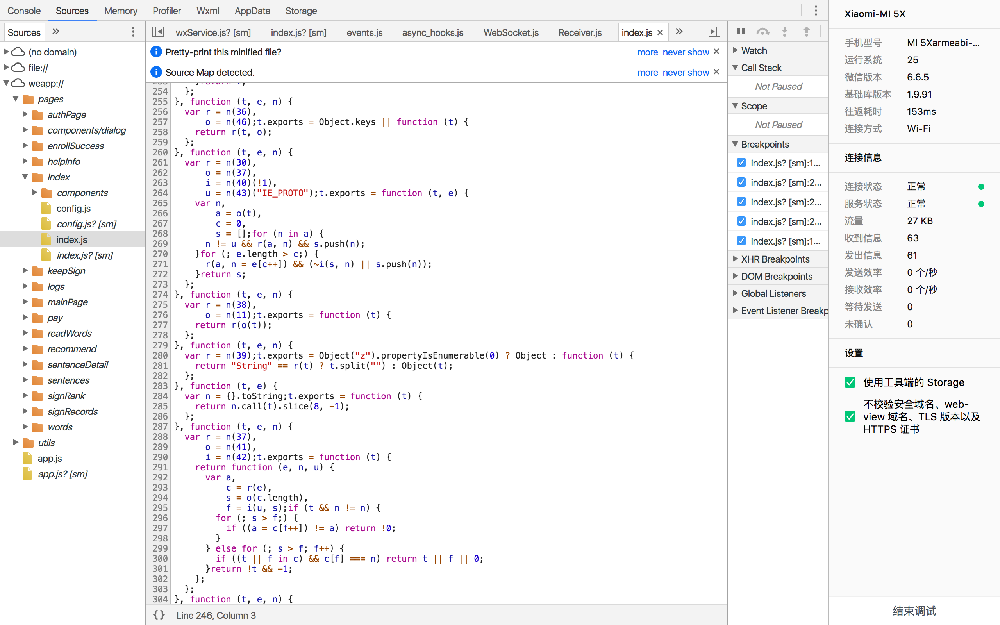 Console Sources Memory Profiler Wxml AppData Storage
Sources
(no domain)
file://
weapp://
pages
authPage
components/dialog
enrollSuccess
helpInfo
index
components
config.js
config.js? [sm]
index.js
index.js? [sm]
keepSign
logs
mainPage
pay
readWords
recommend
sentenceDetail
sentences
signRank
signRecords
words
utils
app.js
app.js? [sm]
wxService.js? [sm] index.js? [sm] events.js async_hooks.js WebSocket.js Receiver.js index.js
Pretty-print this minified file? more never show
Source Map detected. more never show
254   };
255 }, function (t, e, n) {
256   var r = n(36),
257       o = n(46);t.exports = Object.keys || function (t) {
258     return r(t, o);
259   };
260 }, function (t, e, n) {
261   var r = n(30),
262       o = n(37),
263       i = n(40)(!1),
264       u = n(43)("IE_PROTO");t.exports = function (t, e) {
265     var n,
266         a = o(t),
267         c = 0,
268         s = [];for (n in a) {
269       n != u && r(a, n) && s.push(n);
270     }for (; e.length > c;) {
271       r(a, n = e[c++]) && (~i(s, n) || s.push(n));
272     }return s;
273   };
274 }, function (t, e, n) {
275   var r = n(38),
276       o = n(11);t.exports = function (t) {
277     return r(o(t));
278   };
279 }, function (t, e, n) {
280   var r = n(39);t.exports = Object("z").propertyIsEnumerable(0) ? Object : function (t) {
281     return "String" == r(t) ? t.split("") : Object(t);
282   };
283 }, function (t, e) {
284   var n = {}.toString;t.exports = function (t) {
285     return n.call(t).slice(8, -1);
286   };
287 }, function (t, e, n) {
288   var r = n(37),
289       o = n(41),
290       i = n(42);t.exports = function (t) {
291     return function (e, n, u) {
292       var a,
293           c = r(e),
294           s = o(c.length),
295           f = i(u, s);if (t && n != n) {
296         for (; s > f;) {
297           if ((a = c[f++]) != a) return !0;
298         }
299       } else for (; s > f; f++) {
300         if ((t || f in c) && c[f] === n) return t || f || 0;
301       }return !t && -1;
302     };
303   };
304 }, function (t, e, n) {
{} Line 246, Column 3
Watch
Call Stack
Not Paused
Scope
Not Paused
Breakpoints
index.js? [sm]:1...
index.js? [sm]:2...
index.js? [sm]:2...
index.js? [sm]:2...
index.js? [sm]:1...
XHR Breakpoints
DOM Breakpoints
Global Listeners
Event Listener Breakp
Xiaomi-MI 5X
手机型号 MI 5Xarmeabi-...
运行系统 25
微信版本 6.6.5
基础库版本 1.9.91
往返耗时 153ms
连接方式 Wi-Fi
连接信息
连接状态 正常
服务状态 正常
流量 27 KB
收到信息 63
发出信息 61
发送效率 0 个/秒
接收效率 0 个/秒
等待发送 0
未确认 0
设置
使用工具端的 Storage
不校验安全域名、web-
view 域名、TLS 版本以及
HTTPS 证书
结束调试